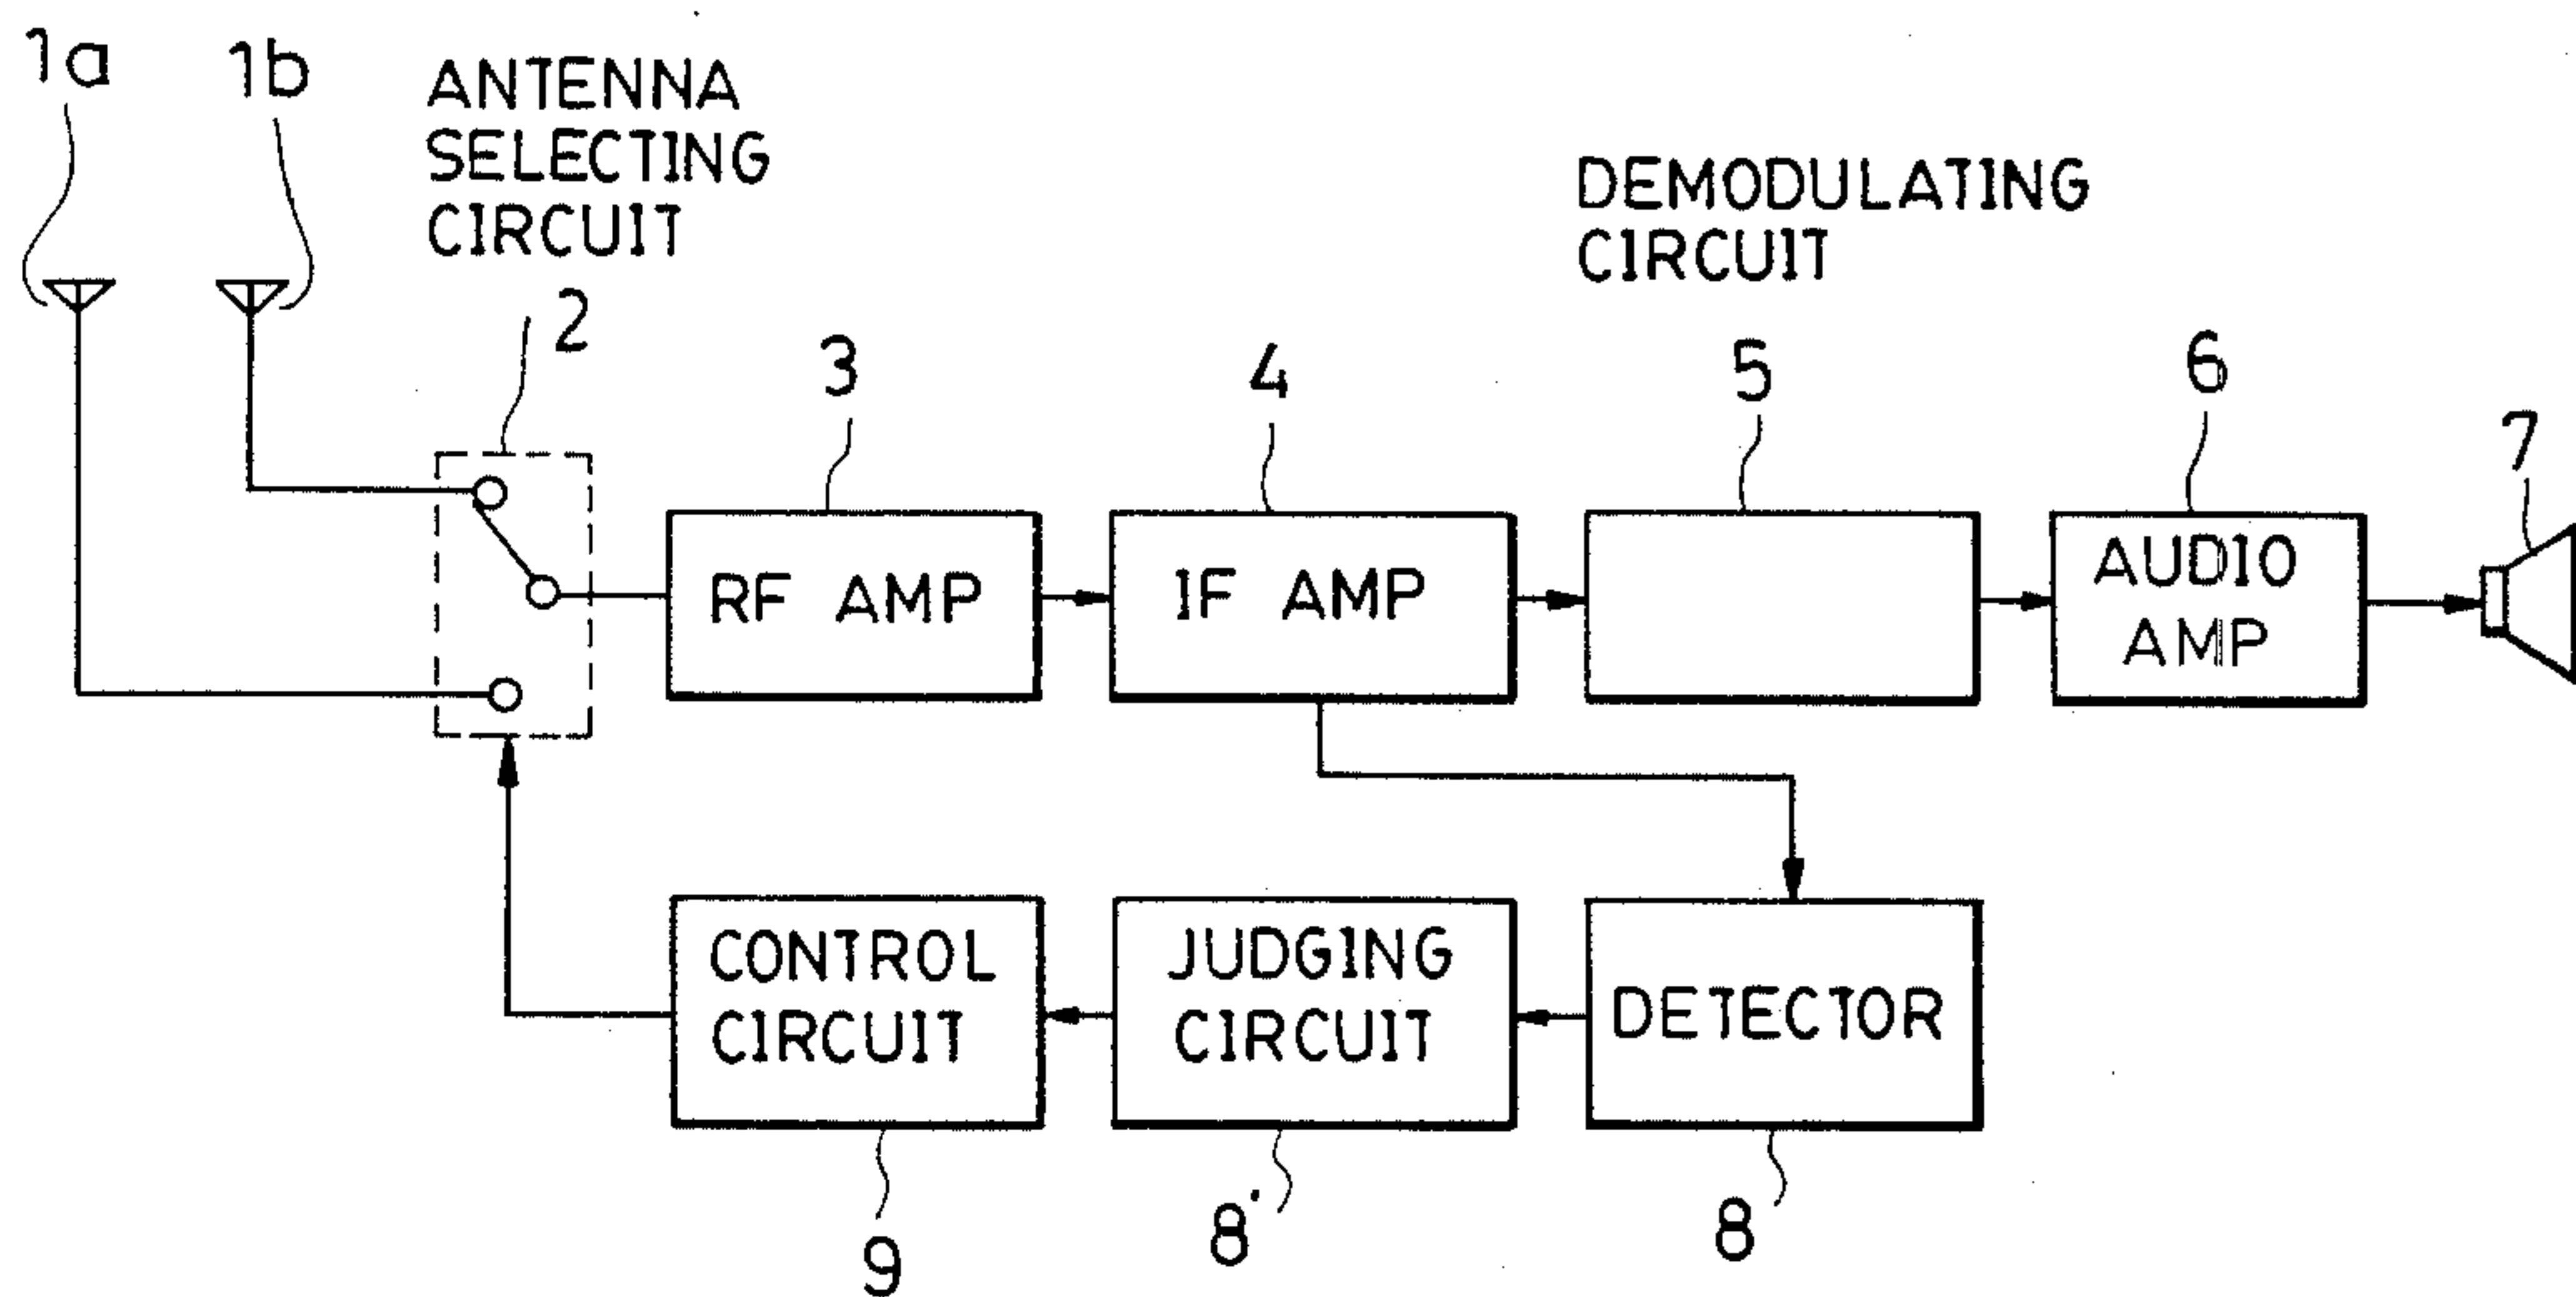 1a
1b
ANTENNA
SELECTING
CIRCUIT
2
3
4
DEMODULATING
CIRCUIT
5
6
7
RF AMP
IF AMP
AUDIO
AMP
CONTROL
CIRCUIT
JUDGING
CIRCUIT
DETECTOR
9
8'
8